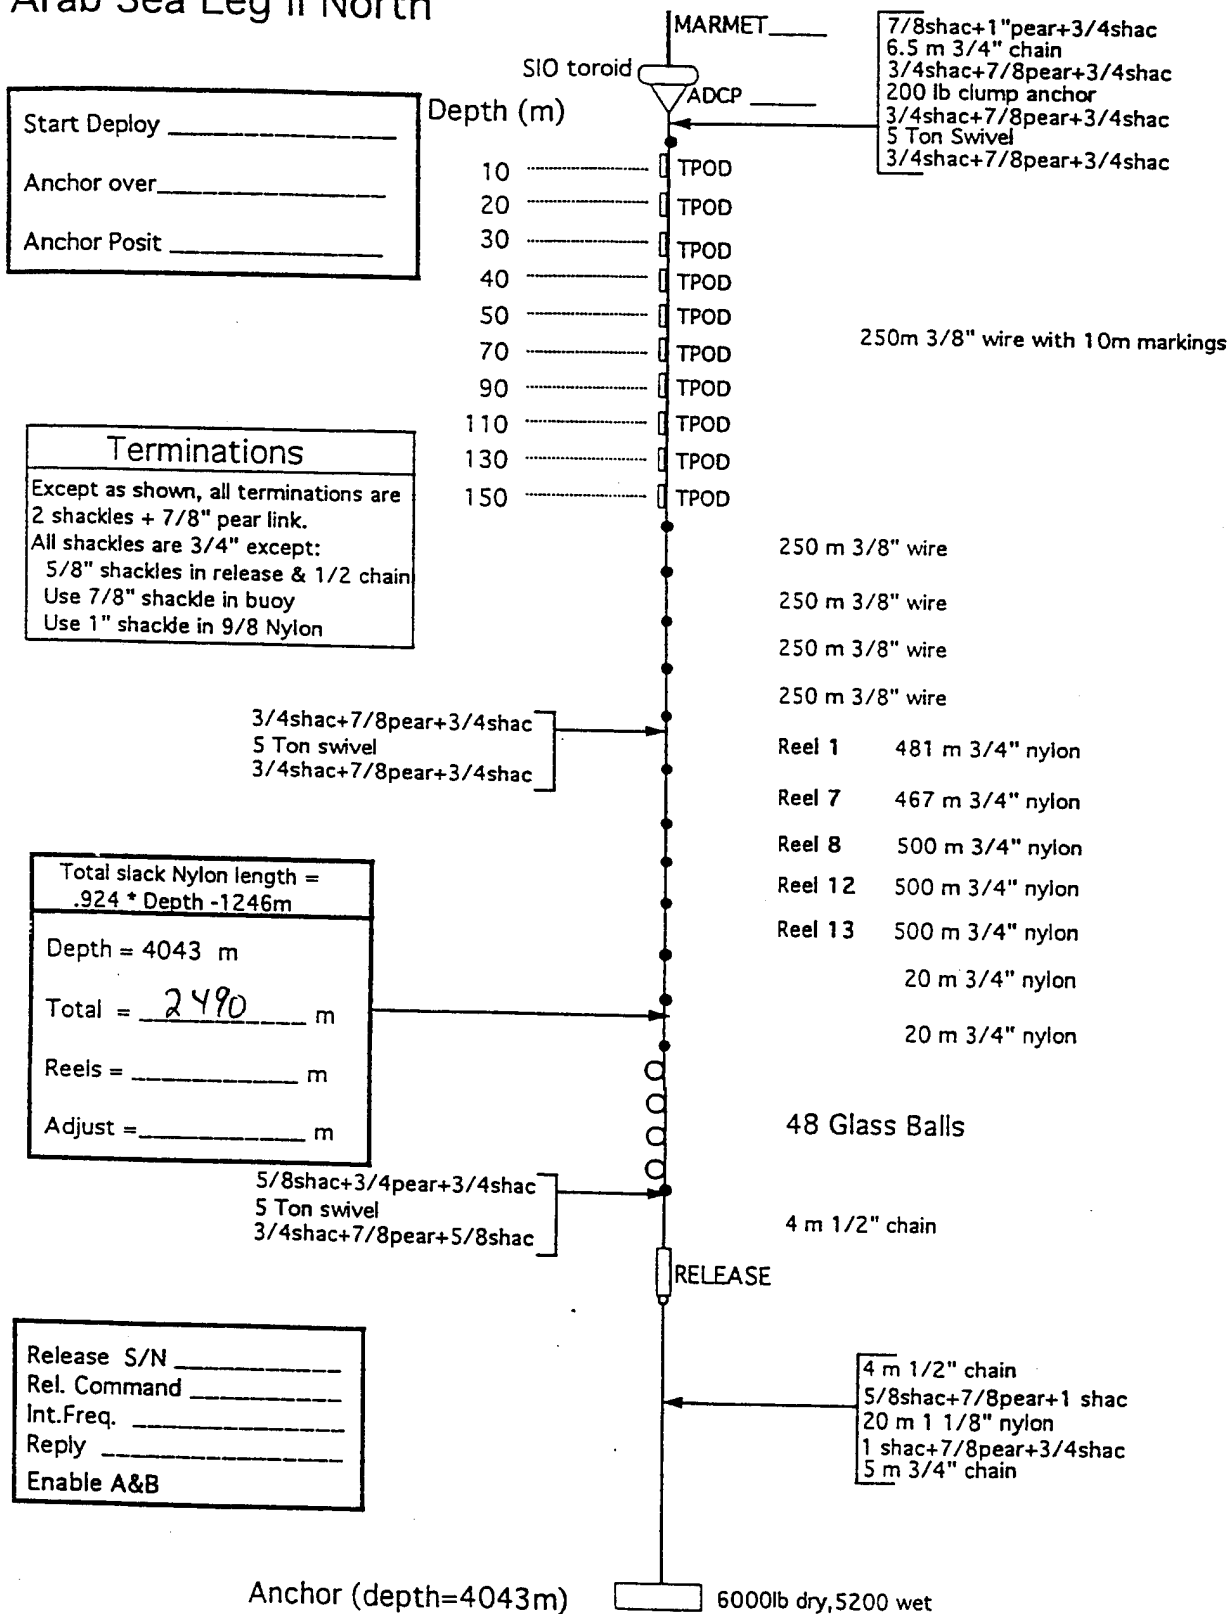 Arab Sea Leg II North
MARMET____
SIO toroid
ADCP ____
7/8shac+1"pear+3/4shac
6.5 m 3/4" chain
3/4shac+7/8pear+3/4shac
200 lb clump anchor
3/4shac+7/8pear+3/4shac
5 Ton Swivel
3/4shac+7/8pear+3/4shac
Start Deploy ____________
Anchor over____________
Anchor Posit ____________
Depth (m)
10 TPOD
20 TPOD
30 TPOD
40 TPOD
50 TPOD
70 TPOD
90 TPOD
110 TPOD
130 TPOD
150 TPOD
250m 3/8" wire with 10m markings
Terminations
Except as shown, all terminations are
2 shackles + 7/8" pear link.
All shackles are 3/4" except:
5/8" shackles in release & 1/2 chain
Use 7/8" shackle in buoy
Use 1" shackle in 9/8 Nylon
250 m 3/8" wire
250 m 3/8" wire
250 m 3/8" wire
250 m 3/8" wire
3/4shac+7/8pear+3/4shac
5 Ton swivel
3/4shac+7/8pear+3/4shac
Reel 1 481 m 3/4" nylon
Reel 7 467 m 3/4" nylon
Reel 8 500 m 3/4" nylon
Reel 12 500 m 3/4" nylon
Reel 13 500 m 3/4" nylon
20 m 3/4" nylon
20 m 3/4" nylon
Total slack Nylon length =
.924 * Depth -1246m
Depth = 4043 m
Total = 2490 m
Reels = __________ m
Adjust =__________ m
48 Glass Balls
5/8shac+3/4pear+3/4shac
5 Ton swivel
3/4shac+7/8pear+5/8shac
4 m 1/2" chain
RELEASE
Release S/N __________
Rel. Command __________
Int.Freq. __________
Reply __________
Enable A&B
4 m 1/2" chain
5/8shac+7/8pear+1 shac
20 m 1 1/8" nylon
1 shac+7/8pear+3/4shac
5 m 3/4" chain
Anchor (depth=4043m)
6000lb dry,5200 wet